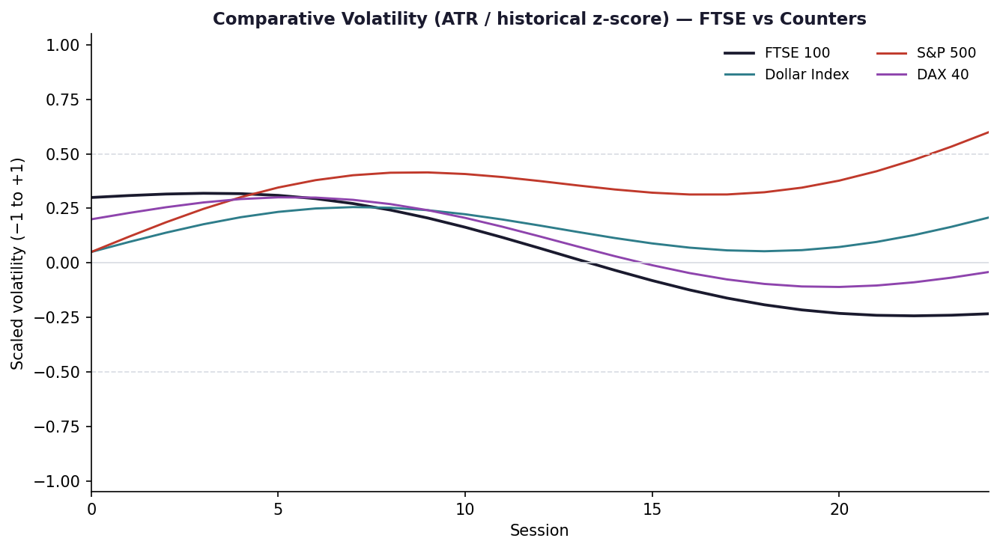 Comparative Volatility (ATR / historical z-score) — FTSE vs Counters
FTSE 100
Dollar Index
S&P 500
DAX 40
Scaled volatility (−1 to +1)
1.00
0.75
0.50
0.25
0.00
−0.25
−0.50
−0.75
−1.00
0 5 10 15 20
Session